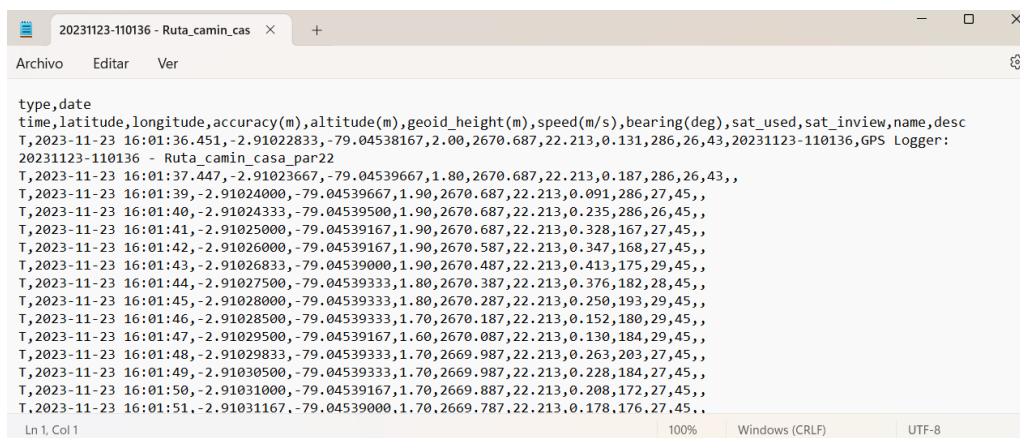 20231123-110136 - Ruta_camin_cas
Archivo Editar Ver
type,date
time,latitude,longitude,accuracy(m),altitude(m),geoid_height(m),speed(m/s),bearing(deg),sat_used,sat_inview,name,desc
T,2023-11-23 16:01:36.451,-2.91022833,-79.04538167,2.00,2670.687,22.213,0.131,286,26,43,20231123-110136,GPS Logger:
20231123-110136 - Ruta_camin_casa_par22
T,2023-11-23 16:01:37.447,-2.91023667,-79.04539667,1.80,2670.687,22.213,0.187,286,26,43,,
T,2023-11-23 16:01:39,-2.91024000,-79.04539667,1.90,2670.687,22.213,0.091,286,27,45,,
T,2023-11-23 16:01:40,-2.91024333,-79.04539500,1.90,2670.687,22.213,0.235,286,26,45,,
T,2023-11-23 16:01:41,-2.91025000,-79.04539167,1.90,2670.687,22.213,0.328,167,27,45,,
T,2023-11-23 16:01:42,-2.91026000,-79.04539167,1.90,2670.587,22.213,0.347,168,27,45,,
T,2023-11-23 16:01:43,-2.91026833,-79.04539000,1.90,2670.487,22.213,0.413,175,29,45,,
T,2023-11-23 16:01:44,-2.91027500,-79.04539333,1.80,2670.387,22.213,0.376,182,28,45,,
T,2023-11-23 16:01:45,-2.91028000,-79.04539333,1.80,2670.287,22.213,0.250,193,29,45,,
T,2023-11-23 16:01:46,-2.91028500,-79.04539333,1.70,2670.187,22.213,0.152,180,29,45,,
T,2023-11-23 16:01:47,-2.91029500,-79.04539167,1.60,2670.087,22.213,0.130,184,29,45,,
T,2023-11-23 16:01:48,-2.91029833,-79.04539333,1.70,2669.987,22.213,0.263,203,27,45,,
T,2023-11-23 16:01:49,-2.91030500,-79.04539333,1.70,2669.987,22.213,0.228,184,27,45,,
T,2023-11-23 16:01:50,-2.91031000,-79.04539167,1.70,2669.887,22.213,0.208,172,27,45,,
T,2023-11-23 16:01:51,-2.91031167,-79.04539000,1.70,2669.787,22.213,0.178,176,27,45,,
Ln 1, Col 1 100% Windows (CRLF) UTF-8